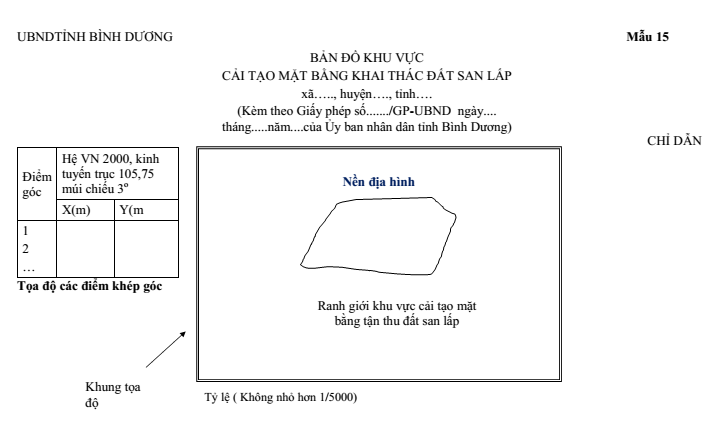 UBNDTỈNH BÌNH DƯƠNG
Mẫu 15
BẢN ĐỒ KHU VỰC
CẢI TẠO MẶT BẰNG KHAI THÁC ĐẤT SAN LẤP
xã….., huyện…., tỉnh….
(Kèm theo Giấy phép số......./GP-UBND ngày....
tháng.....năm....của Ủy ban nhân dân tỉnh Bình Dương)
CHỈ DẪN
Điểm
góc
Hệ VN 2000, kinh
tuyến trục 105,75
múi chiếu 3º
X(m)
Y(m
1
2
…
Tọa độ các điểm khép góc
Nền địa hình
Ranh giới khu vực cải tạo mặt
bằng tận thu đất san lấp
Khung tọa
độ
Tỷ lệ ( Không nhỏ hơn 1/5000)